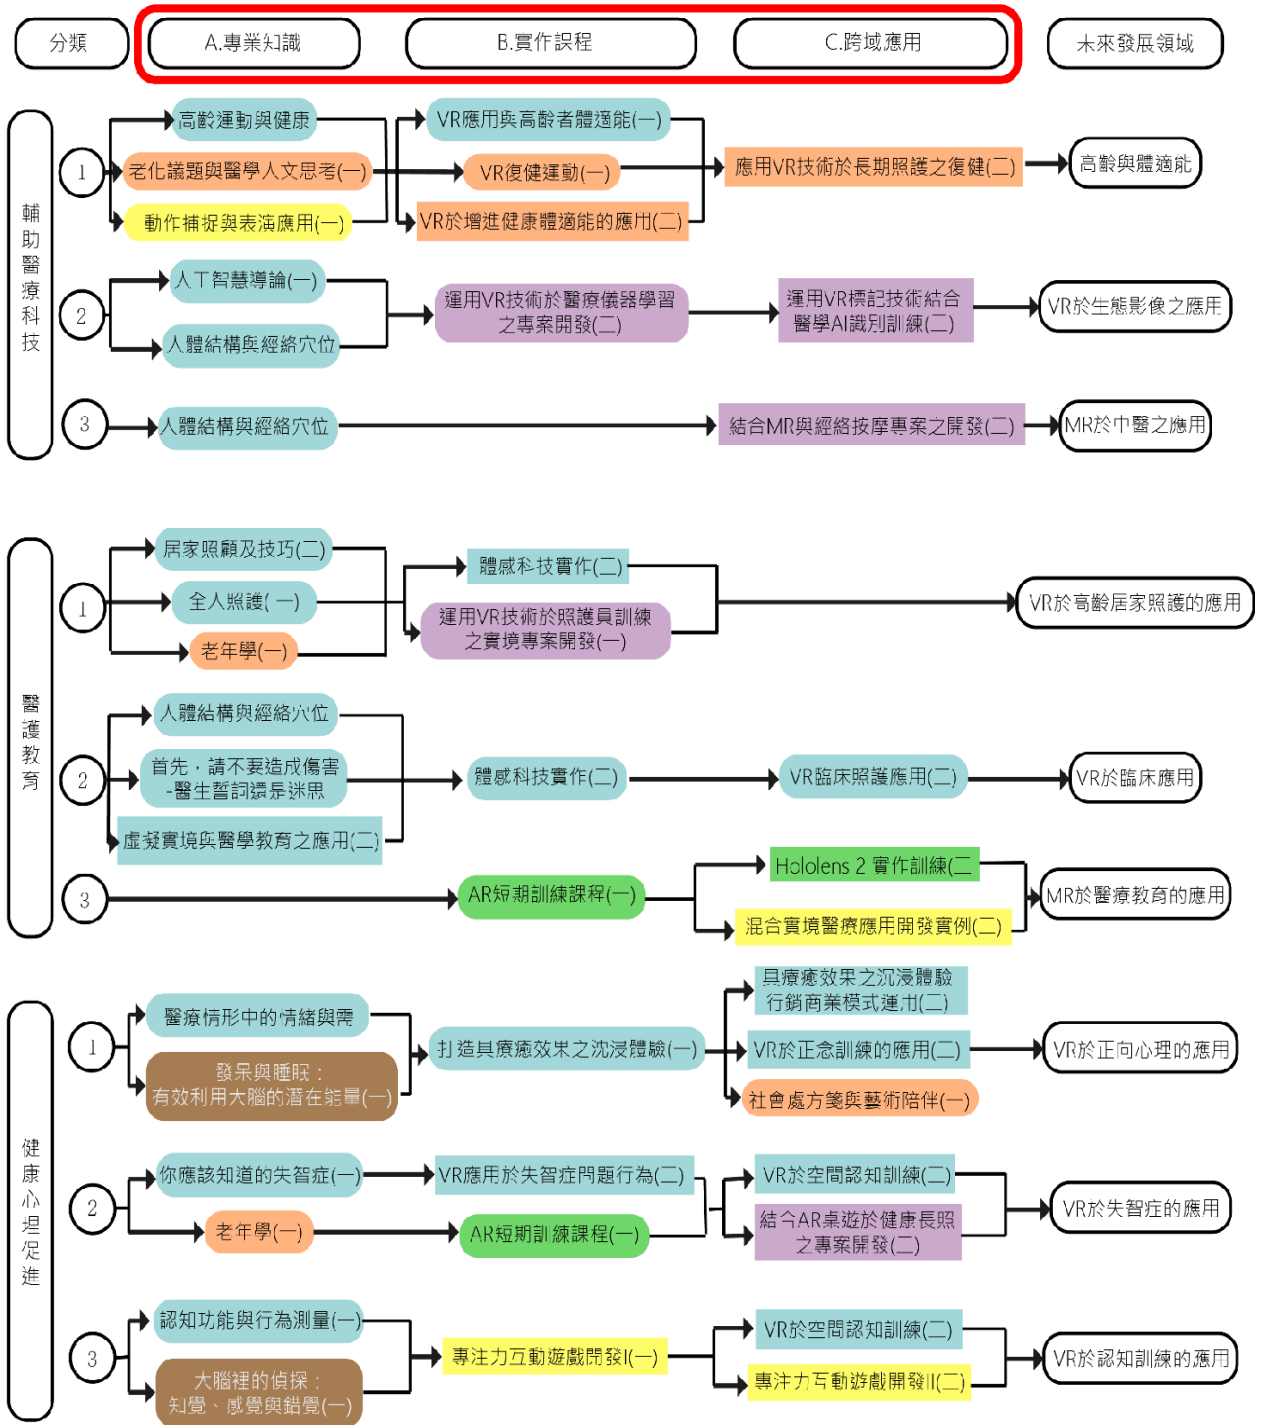 分類
A.專業知識
B.實作課程
C.跨域應用
未來發展領域
輔助醫療科技
1
高齡運動與健康
老化議題與醫學人文思考(一)
動作捕捉與表演應用(一)
VR應用與高齡者體適能(一)
VR復健運動(一)
VR於增進健康體適能的應用(二)
應用VR技術於長期照護之復健(二)
高齡與體適能
2
人工智慧導論(一)
人體結構與經絡穴位
運用VR技術於醫療儀器學習
之專案開發(二)
運用VR標記技術結合
醫學AI識別訓練(二)
VR於生態影像之應用
3
人體結構與經絡穴位
結合MR與經絡按摩專案之開發(二)
MR於中醫之應用
醫護教育
1
居家照顧及技巧(二)
全人照護(一)
老年學(一)
體感科技實作(二)
運用VR技術於照護員訓練
之實境專案開發(一)
VR於高齡居家照護的應用
2
人體結構與經絡穴位
首先，請不要造成傷害
-醫生誓詞還是迷思
虛擬實境與醫學教育之應用(二)
體感科技實作(二)
VR臨床照護應用(二)
VR於臨床應用
3
AR短期訓練課程(一)
Hololens 2 實作訓練(二
混合實境醫療應用開發實例(二)
MR於醫療教育的應用
健康心理促進
1
醫療情形中的情緒與需
發呆與睡眠：
有效利用大腦的潛在能量(一)
打造具療癒效果之沉浸體驗(一)
具療癒效果之沉浸體驗
行銷商業模式運用(二)
VR於正念訓練的應用(二)
社會處方箋與藝術陪伴(一)
VR於正向心理的應用
2
你應該知道的失智症(一)
老年學(一)
VR應用於失智症問題行為(二)
AR短期訓練課程(一)
VR於空間認知訓練(二)
結合AR桌遊於健康長照
之專案開發(二)
VR於失智症的應用
3
認知功能與行為測量(一)
大腦裡的偵探：
知覺、感覺與錯覺(一)
專注力互動遊戲開發I(一)
VR於空間認知訓練(二)
專注力互動遊戲開發II(二)
VR於認知訓練的應用